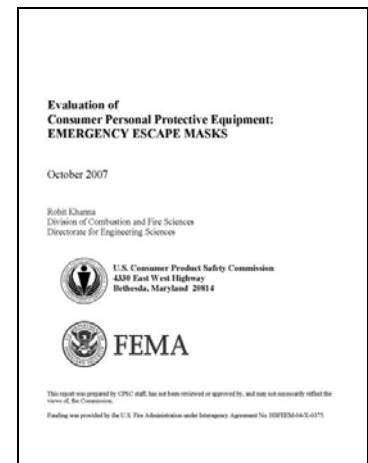 Evaluation of
Consumer Personal Protective Equipment:
EMERGENCY ESCAPE MASKS
October 2007
Rohit Khanna
Division of Combustion and Fire Sciences
Directorate for Engineering Sciences
U.S. Consumer Product Safety Commission
4330 East West Highway
Bethesda, Maryland 20814
FEMA
This report was prepared by CPSC staff, has not been reviewed or approved by, and may not necessarily reflect the
views of, the Commission.
Funding was provided by the U.S. Fire Administration under Interagency Agreement No.